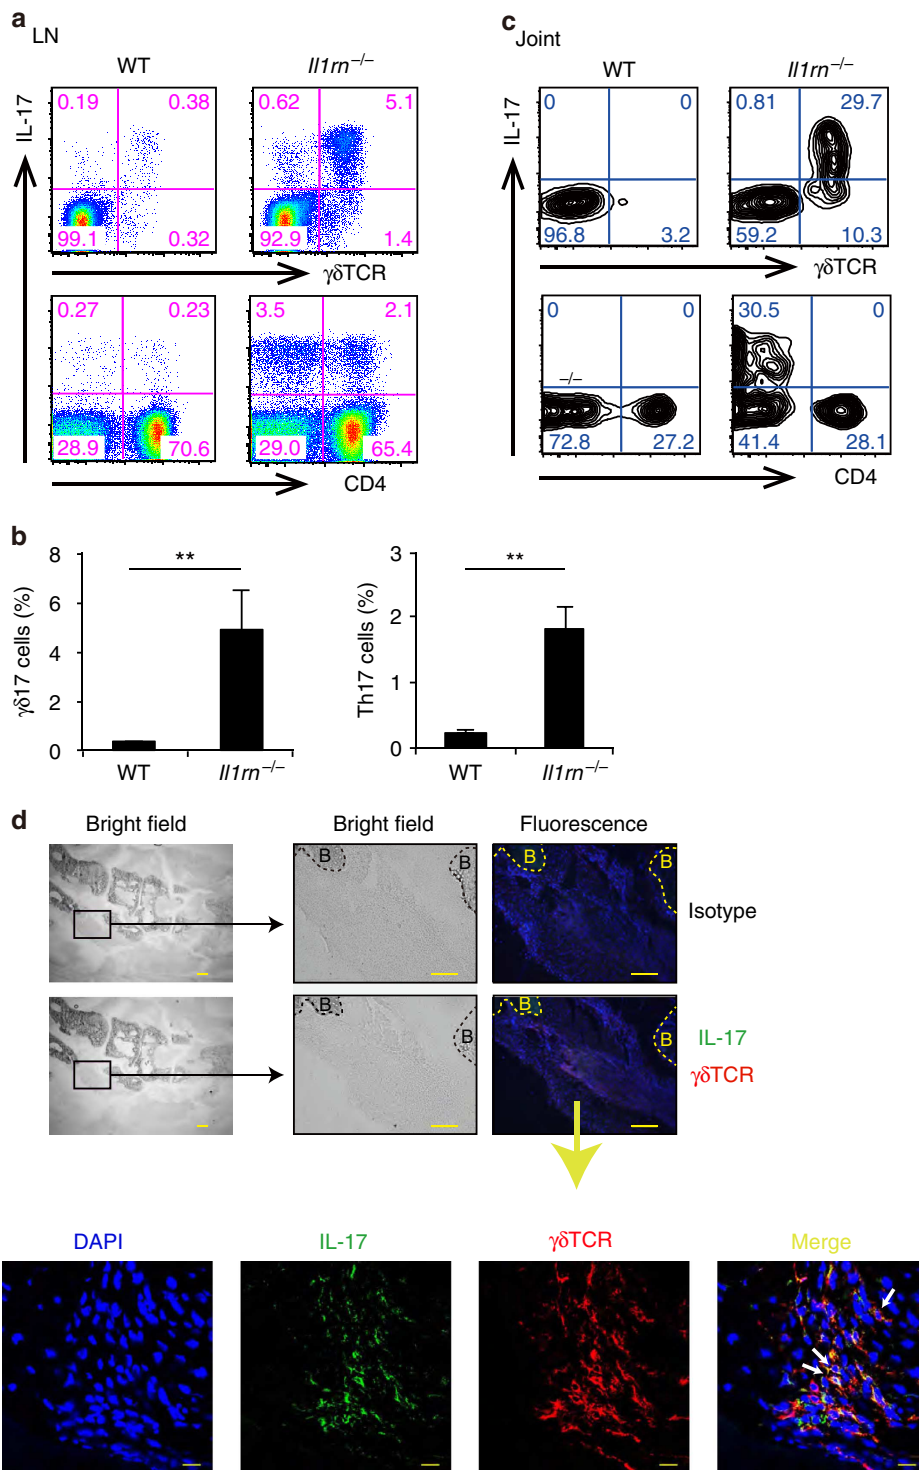 a
LN
WT
Il1rn–/–
IL-17
0.19 0.38
99.1 0.32
0.62 5.1
92.9 1.4
γδTCR
0.27 0.23
28.9 70.6
3.5 2.1
29.0 65.4
CD4
c
Joint
WT
Il1rn–/–
IL-17
0 0
96.8 3.2
0.81 29.7
59.2 10.3
γδTCR
0 0
–/–
72.8 27.2
30.5 0
41.4 28.1
CD4
b
γδ17 cells (%)
8
6
4
2
0
**
WT
Il1rn–/–
Th17 cells (%)
3
2
1
0
**
WT
Il1rn–/–
d
Bright field
Bright field
Fluorescence
B
B
B
B
Isotype
B
B
B
B
IL-17
γδTCR
DAPI
IL-17
γδTCR
Merge